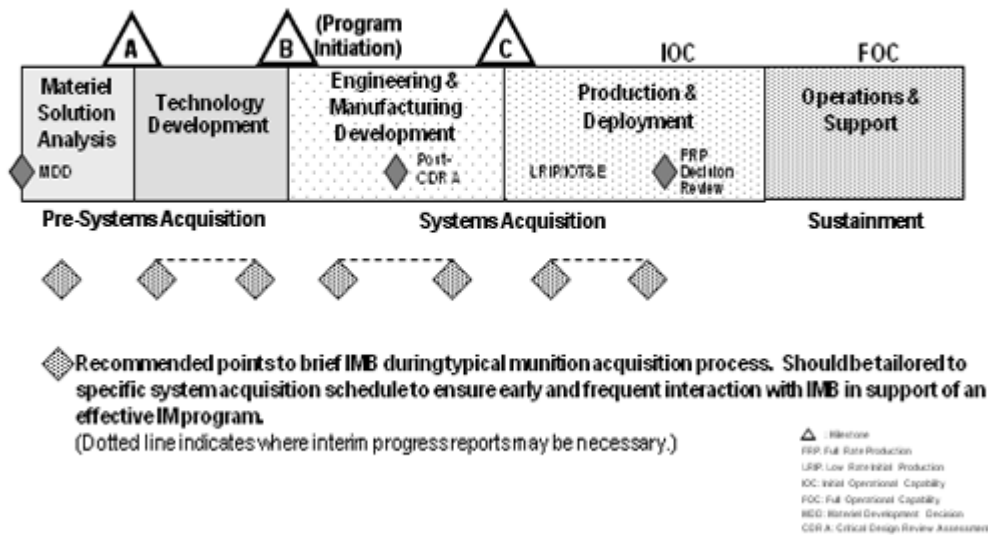 A
B
(Program
Initiation)
C
IOC
FOC
Materiel
Solution
Analysis
MDD
Technology
Development
Engineering &
Manufacturing
Development
Post-
CDR A
Production &
Deployment
LRIP/IOT&E
FRP
Decision
Review
Operations &
Support
Pre-Systems Acquisition
Systems Acquisition
Sustainment
Recommended points to brief IMB during typical munition acquisition process. Should be tailored to
specific system acquisition schedule to ensure early and frequent interaction with IMB in support of an
effective IM program.
(Dotted line indicates where interim progress reports may be necessary.)
: Milestone
FRP: Full Rate Production
LRIP: Low Rate Initial Production
IOC: Initial Operational Capability
FOC: Full Operational Capability
MDD: Materiel Development Decision
CDR A: Critical Design Review Assessment